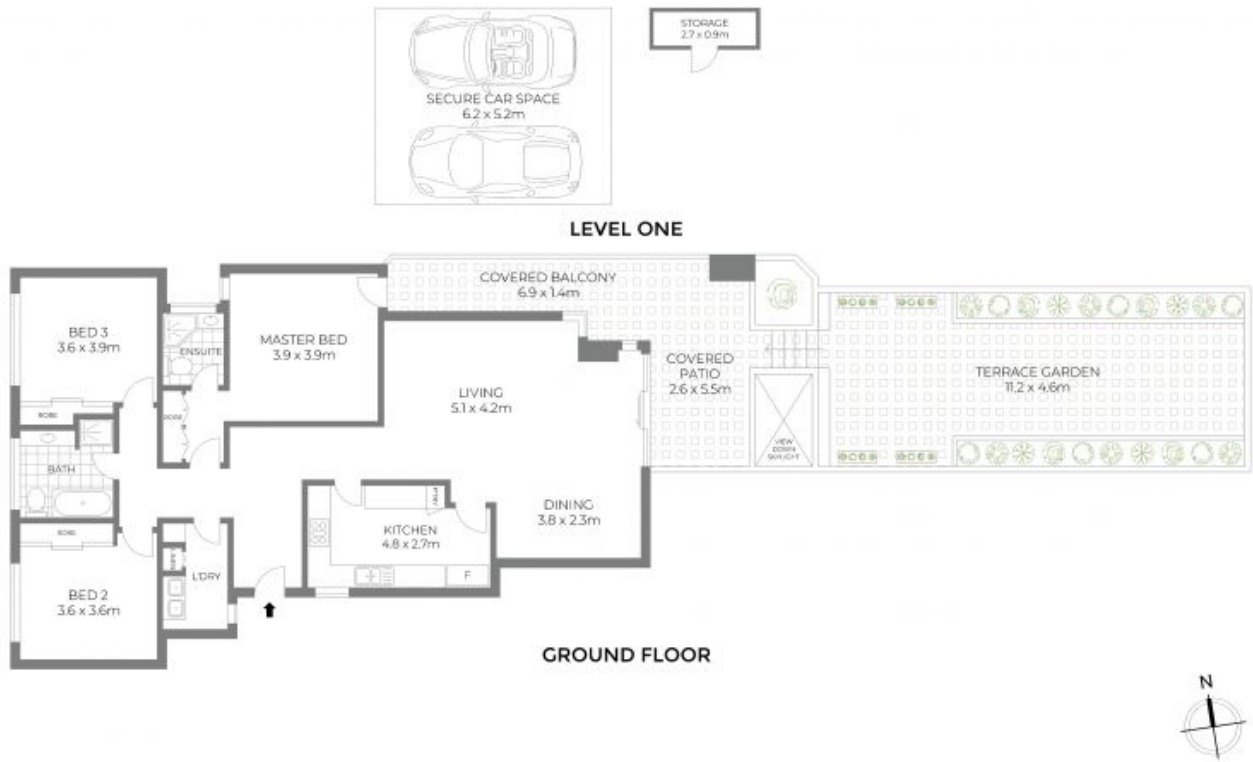 STORAGE
2.7 x 0.9m
SECURE CAR SPACE
6.2 x 5.2m
LEVEL ONE
COVERED BALCONY
6.9 x 1.4m
BED 3
3.6 x 3.9m
MASTER BED
3.9 x 3.9m
ENSUITE
ROBE
ROBE
LIVING
5.1 x 4.2m
COVERED
PATIO
2.6 x 5.5m
TERRACE GARDEN
11.2 x 4.6m
VIEW
DOWN
SKYLIGHT
BATH
ROBE
P'TRY
DINING
3.8 x 2.3m
KITCHEN
4.8 x 2.7m
F
L'DRY
BED 2
3.6 x 3.6m
GROUND FLOOR
N